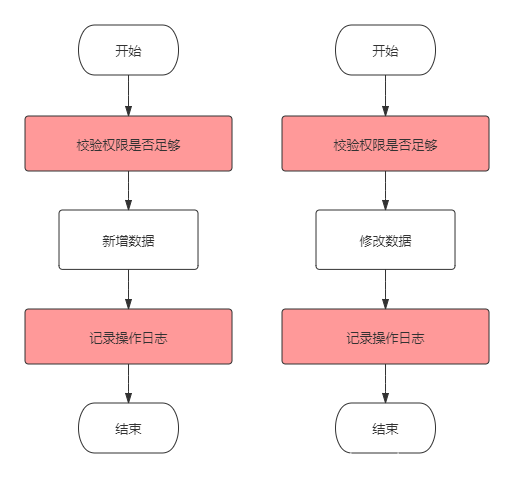 开始
校验权限是否足够
新增数据
记录操作日志
结束
开始
校验权限是否足够
修改数据
记录操作日志
结束